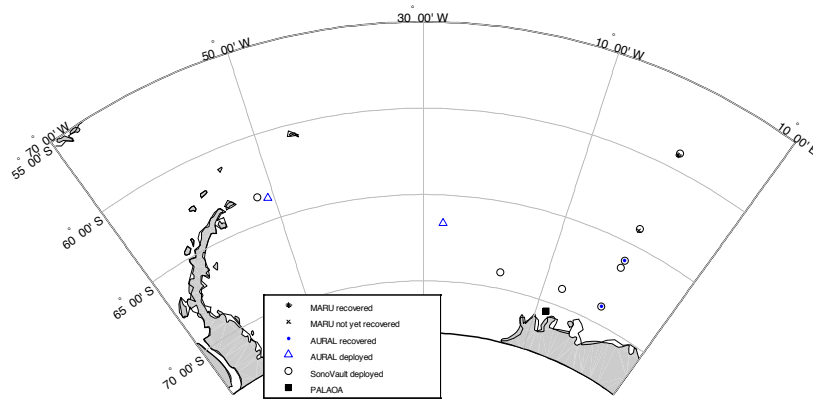 30° 00' W
50° 00' W
10° 00' W
70° 00' W
10° 00' E
55° 00' S
60° 00' S
65° 00' S
70° 00' S
MARU recovered
MARU not yet recovered
AURAL recovered
AURAL deployed
SonoVault deployed
PALAOA